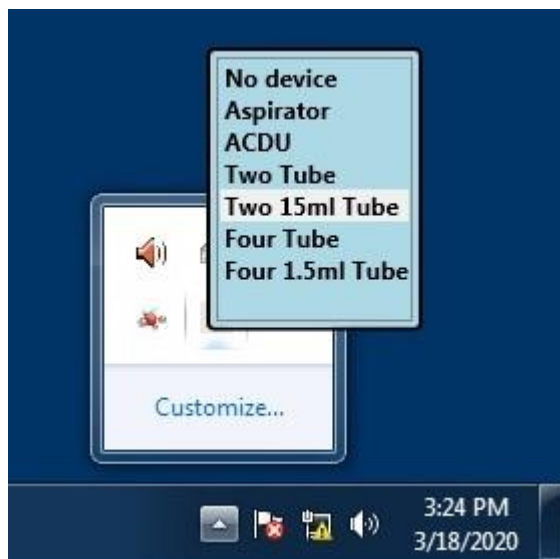 No device
Aspirator
ACDU
Two Tube
Two 15ml Tube
Four Tube
Four 1.5ml Tube
Customize...
3:24 PM
3/18/2020